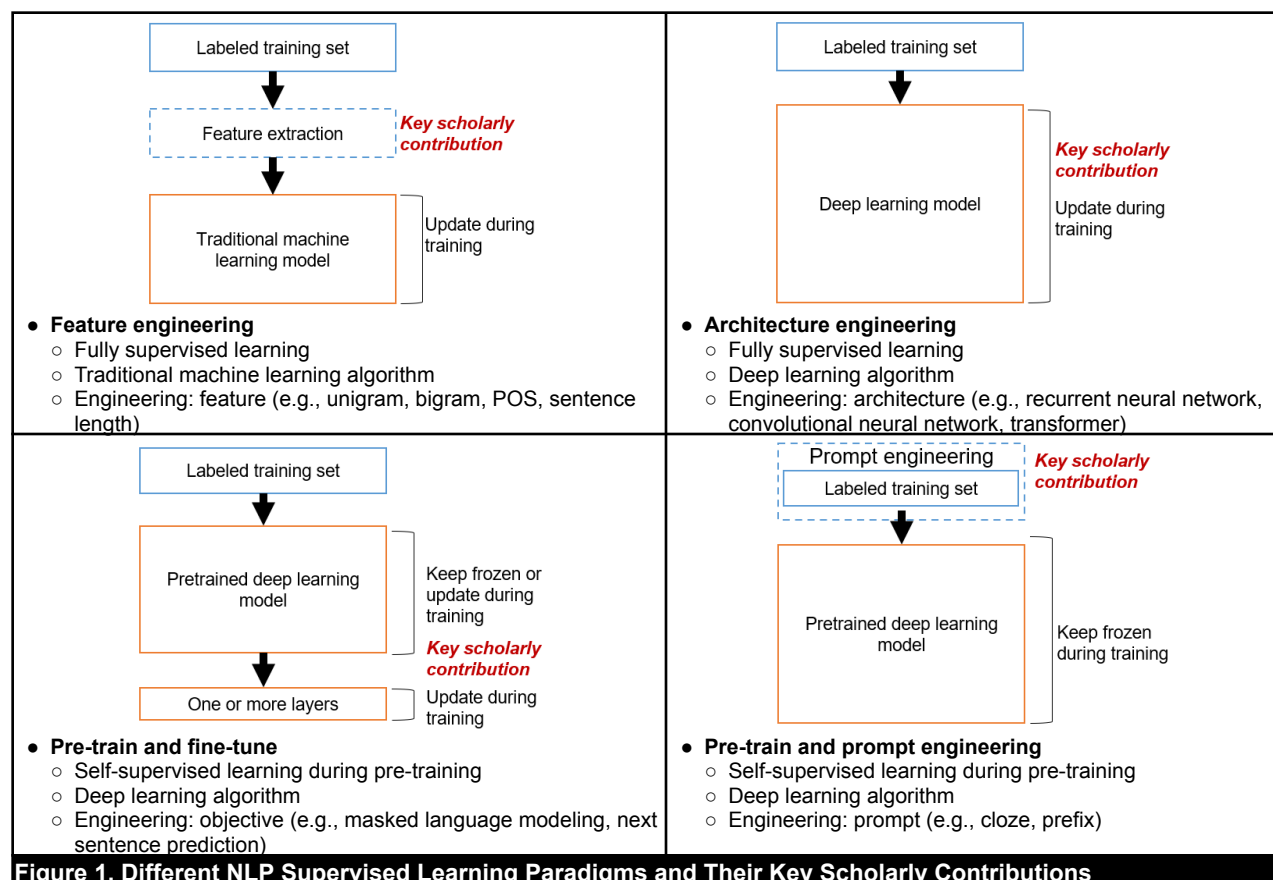 Labeled training set
Feature extraction
Key scholarly
contribution
Traditional machine
learning model
Update during
training
● Feature engineering
○ Fully supervised learning
○ Traditional machine learning algorithm
○ Engineering: feature (e.g., unigram, bigram, POS, sentence
length)
Labeled training set
Deep learning model
Key scholarly
contribution
Update during
training
● Architecture engineering
○ Fully supervised learning
○ Deep learning algorithm
○ Engineering: architecture (e.g., recurrent neural network,
convolutional neural network, transformer)
Labeled training set
Pretrained deep learning
model
Keep frozen or
update during
training
Key scholarly
contribution
One or more layers
Update during
training
● Pre-train and fine-tune
○ Self-supervised learning during pre-training
○ Deep learning algorithm
○ Engineering: objective (e.g., masked language modeling, next
sentence prediction)
Prompt engineering
Labeled training set
Key scholarly
contribution
Pretrained deep learning
model
Keep frozen
during training
● Pre-train and prompt engineering
○ Self-supervised learning during pre-training
○ Deep learning algorithm
○ Engineering: prompt (e.g., cloze, prefix)
Figure 1. Different NLP Supervised Learning Paradigms and Their Key Scholarly Contributions